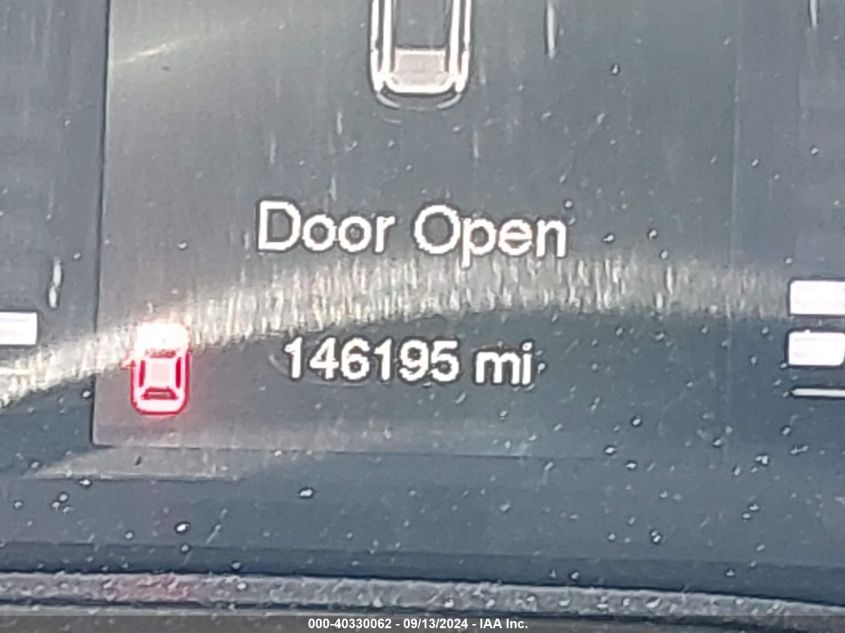 Door Open
146195 mi
000-40330062 - 09/13/2024 - IAA Inc.